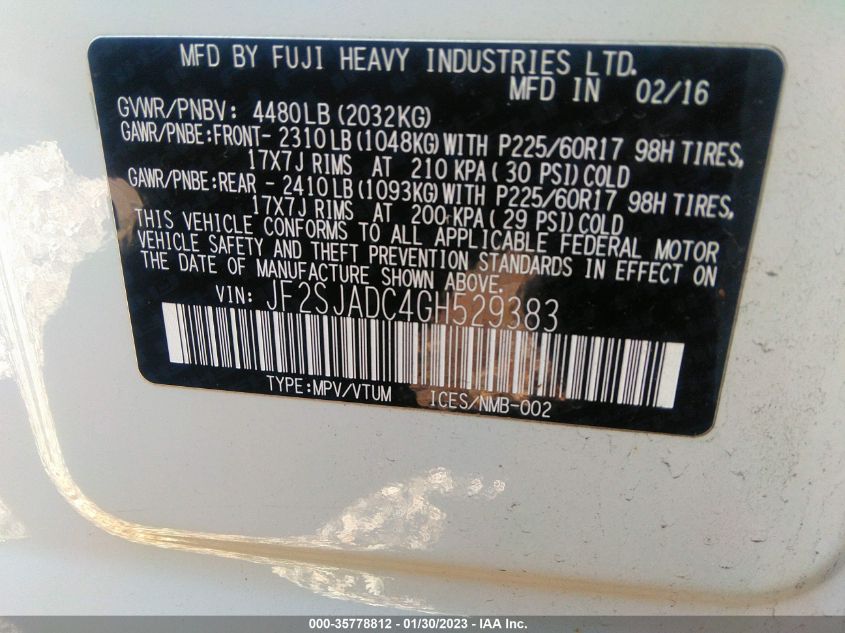 MFD BY FUJI HEAVY INDUSTRIES LTD.
MFD IN 02/16
GVWR/PNBV: 4480LB(2032KG)
GAWR/PNBE:FRONT- 2310LB(1048KG)WITH P225/60R17 98H TIRES,
17X7J RIMS AT 210 KPA(30 PSI)COLD
GAWR/PNBE:REAR - 2410LB(1093KG)WITH P225/60R17 98H TIRES,
17X7J RIMS AT 200 KPA(29 PSI)COLD
THIS VEHICLE CONFORMS TO ALL APPLICABLE FEDERAL MOTOR
VEHICLE SAFETY AND THEFT PREVENTION STANDARDS IN EFFECT ON
THE DATE OF MANUFACTURE SHOWN ABOVE.
VIN: JF2SJADC4GH529383
TYPE:MPV/VTUM ICES/NMB-002
000-35778812 - 01/30/2023 - IAA Inc.